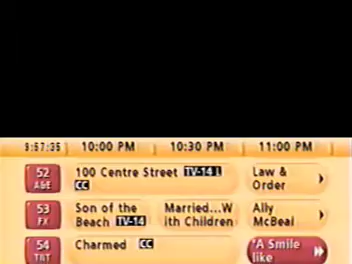 9:57:35 10:00 PM 10:30 PM 11:00 PM
52 AGE 100 Centre Street TV-14 L CC Law & Order
53 FX Son of the Beach TV-14 Married...W ith Children Ally McBeal
54 TNT Charmed CC 'A Smile like